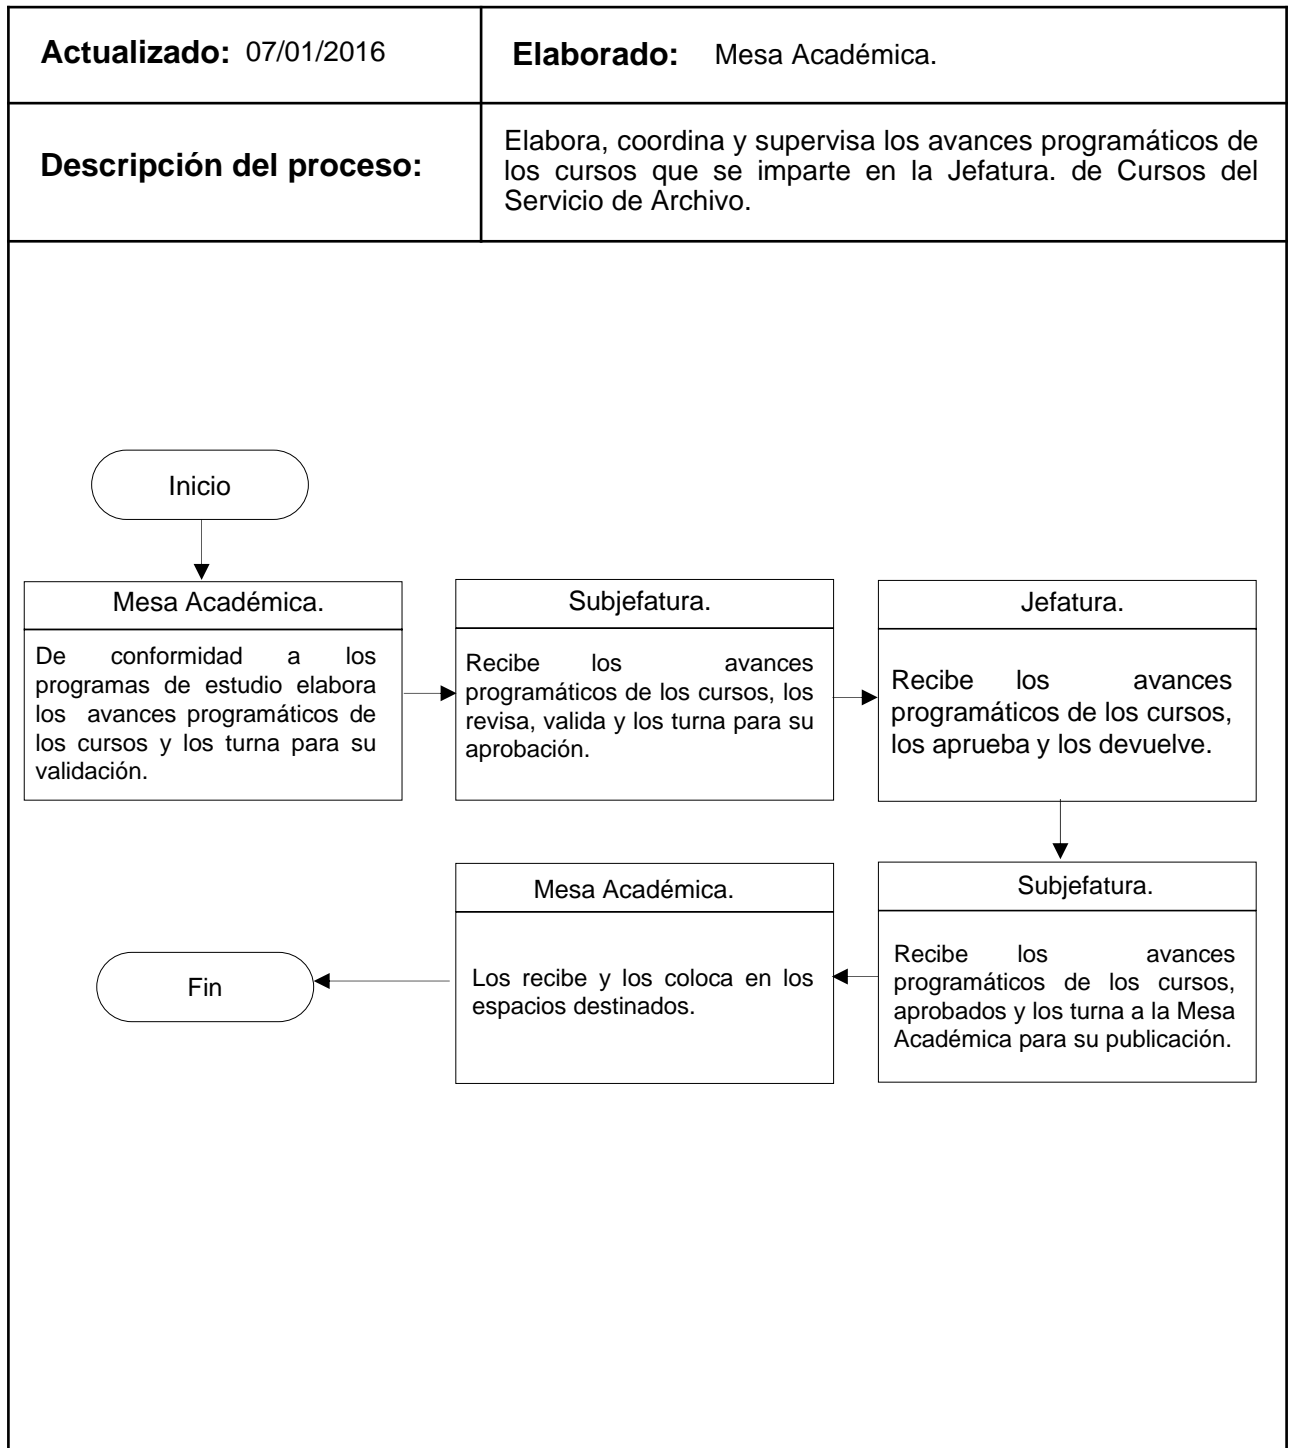 Actualizado: 07/01/2016
Elaborado: Mesa Académica.
Descripción del proceso:
Elabora, coordina y supervisa los avances programáticos de
los cursos que se imparte en la Jefatura. de Cursos del
Servicio de Archivo.
Inicio
Mesa Académica.
De conformidad a los
programas de estudio elabora
los avances programáticos de
los cursos y los turna para su
validación.
Subjefatura.
Recibe los avances
programáticos de los cursos, los
revisa, valida y los turna para su
aprobación.
Jefatura.
Recibe los avances
programáticos de los cursos,
los aprueba y los devuelve.
Subjefatura.
Recibe los avances
programáticos de los cursos,
aprobados y los turna a la Mesa
Académica para su publicación.
Mesa Académica.
Los recibe y los coloca en los
espacios destinados.
Fin